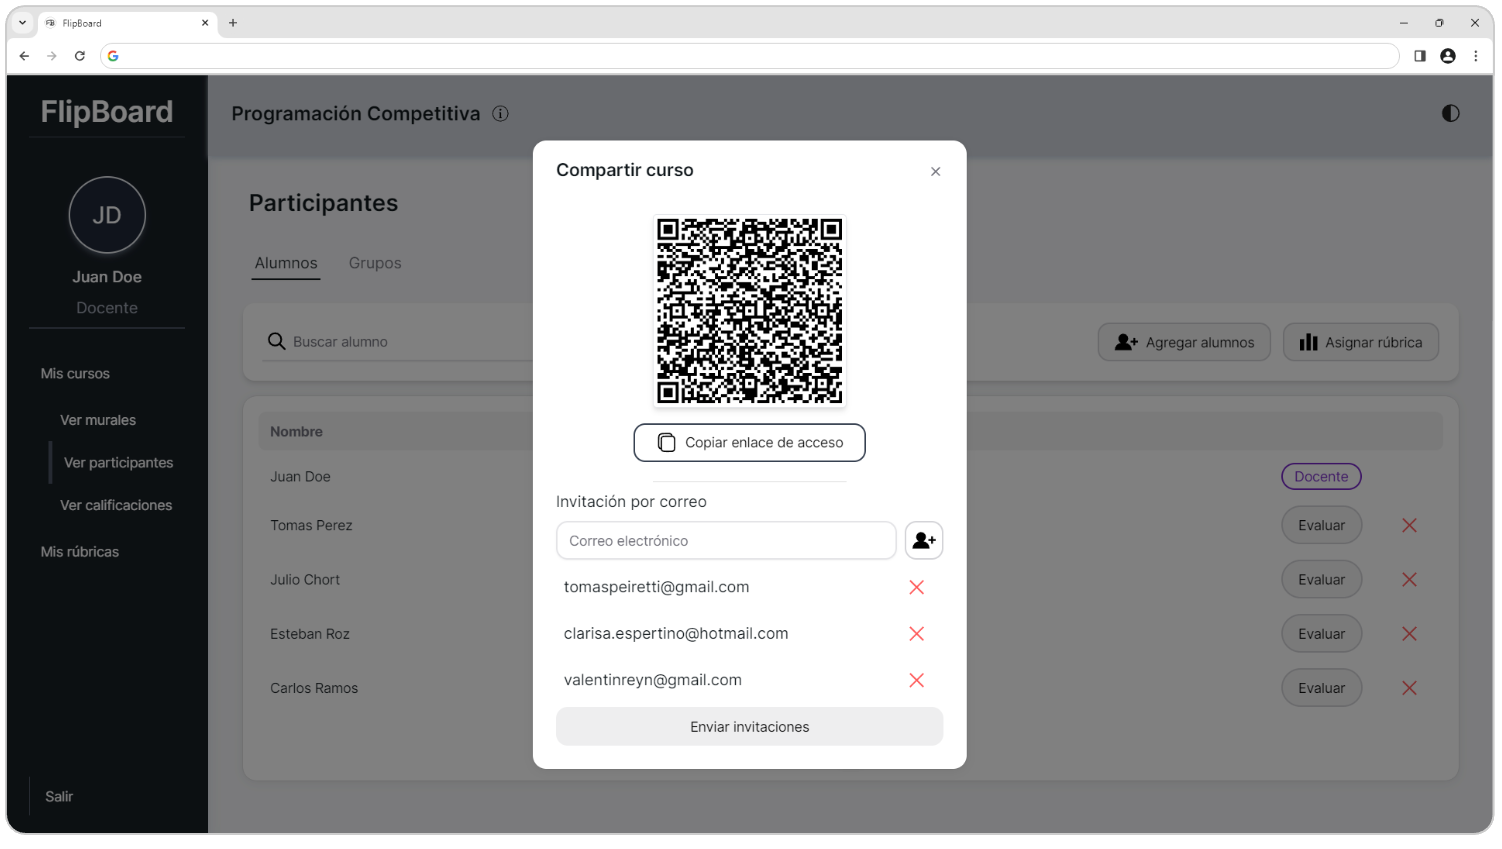 FlipBoard
FlipBoard
JD
Juan Doe
Docente
Mis cursos
Ver murales
Ver participantes
Ver calificaciones
Mis rúbricas
Salir
Programación Competitiva
Participantes
Alumnos Grupos
Buscar alumno
Agregar alumnos
Asignar rúbrica
Nombre
Juan Doe Docente
Tomas Perez Evaluar
Julio Chort Evaluar
Esteban Roz Evaluar
Carlos Ramos Evaluar
Compartir curso
Copiar enlace de acceso
Invitación por correo
Correo electrónico
tomaspeiretti@gmail.com
clarisa.espertino@hotmail.com
valentinreyn@gmail.com
Enviar invitaciones